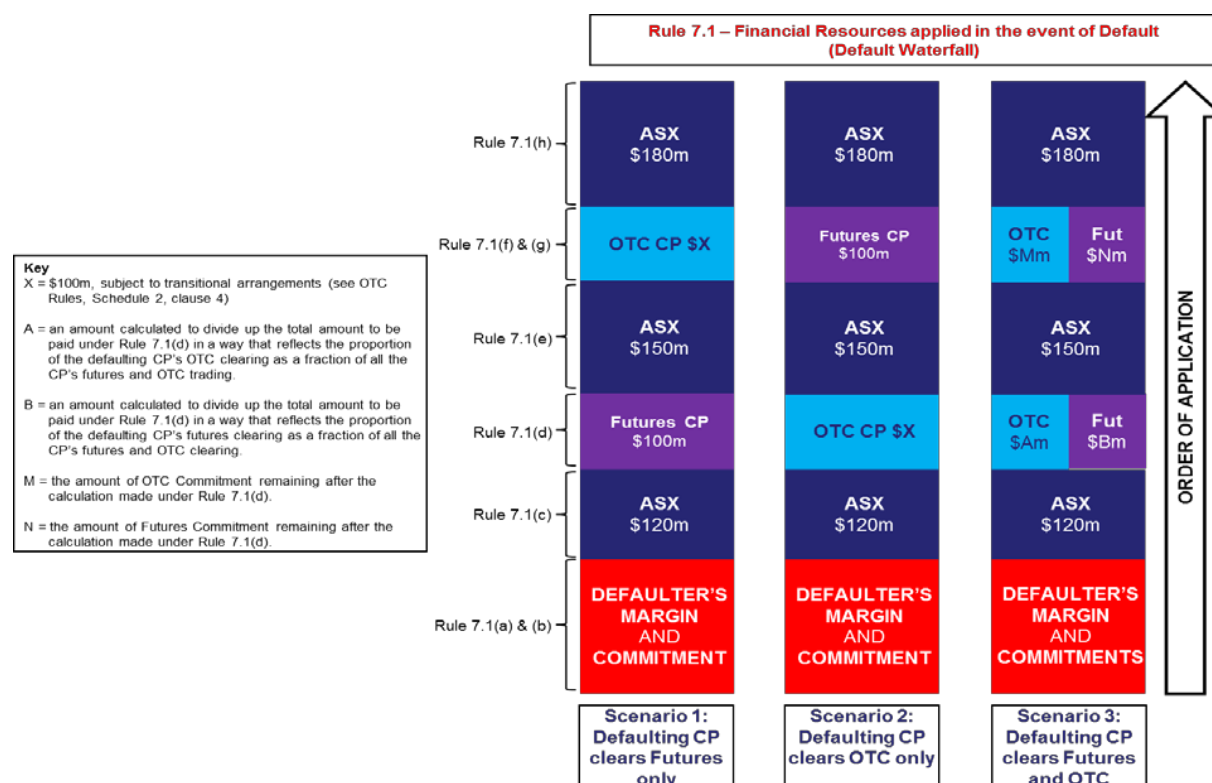 Rule 7.1 – Financial Resources applied in the event of Default
(Default Waterfall)
Rule 7.1(h)
ASX
$180m
ASX
$180m
ASX
$180m
Rule 7.1(f) & (g)
OTC CP $X
Futures CP
$100m
OTC
$Mm
Fut
$Nm
Rule 7.1(e)
ASX
$150m
ASX
$150m
ASX
$150m
Rule 7.1(d)
Futures CP
$100m
OTC CP $X
OTC
$Am
Fut
$Bm
Rule 7.1(c)
ASX
$120m
ASX
$120m
ASX
$120m
Rule 7.1(a) & (b)
DEFAULTER'S
MARGIN
AND
COMMITMENT
DEFAULTER'S
MARGIN
AND
COMMITMENT
DEFAULTER'S
MARGIN
AND
COMMITMENTS
Scenario 1:
Defaulting CP
clears Futures
only
Scenario 2:
Defaulting CP
clears OTC only
Scenario 3:
Defaulting CP
clears Futures
and OTC
ORDER OF APPLICATION
Key
X = $100m, subject to transitional arrangements (see OTC
Rules, Schedule 2, clause 4)
A = an amount calculated to divide up the total amount to be
paid under Rule 7.1(d) in a way that reflects the proportion
of the defaulting CP's OTC clearing as a fraction of all the
CP's futures and OTC trading.
B = an amount calculated to divide up the total amount to be
paid under Rule 7.1(d) in a way that reflects the proportion
of the defaulting CP's futures clearing as a fraction of all the
CP's futures and OTC clearing.
M = the amount of OTC Commitment remaining after the
calculation made under Rule 7.1(d).
N = the amount of Futures Commitment remaining after the
calculation made under Rule 7.1(d).